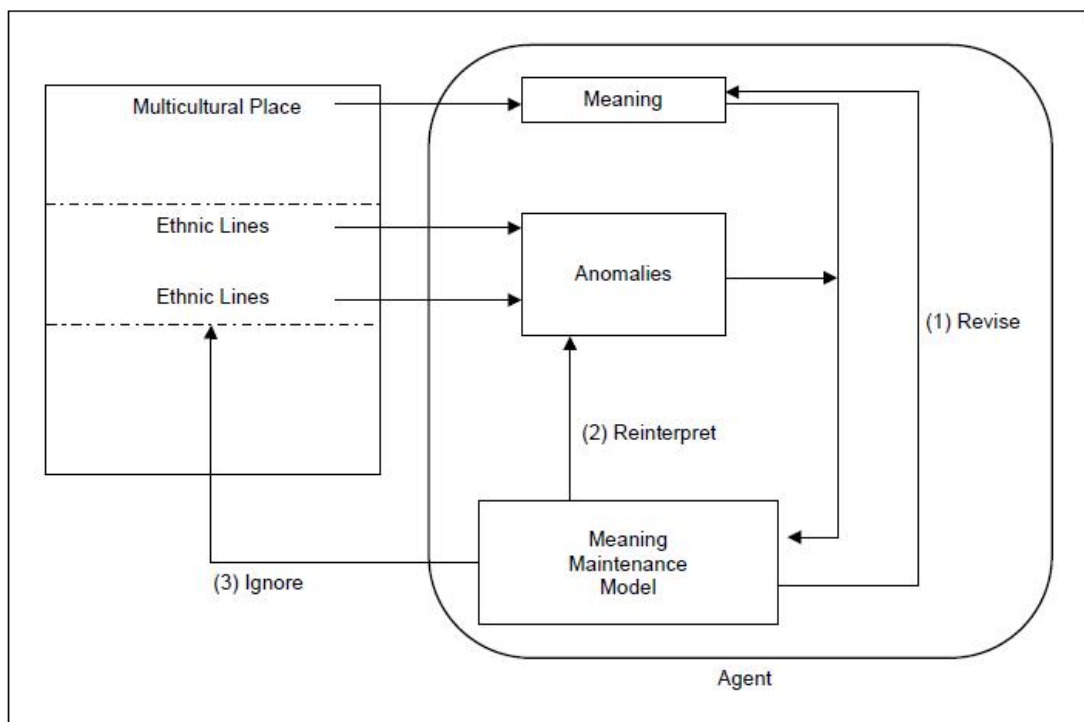 Multicultural Place
Meaning
Ethnic Lines
Anomalies
Ethnic Lines
(1) Revise
(2) Reinterpret
Meaning
Maintenance
Model
(3) Ignore
Agent